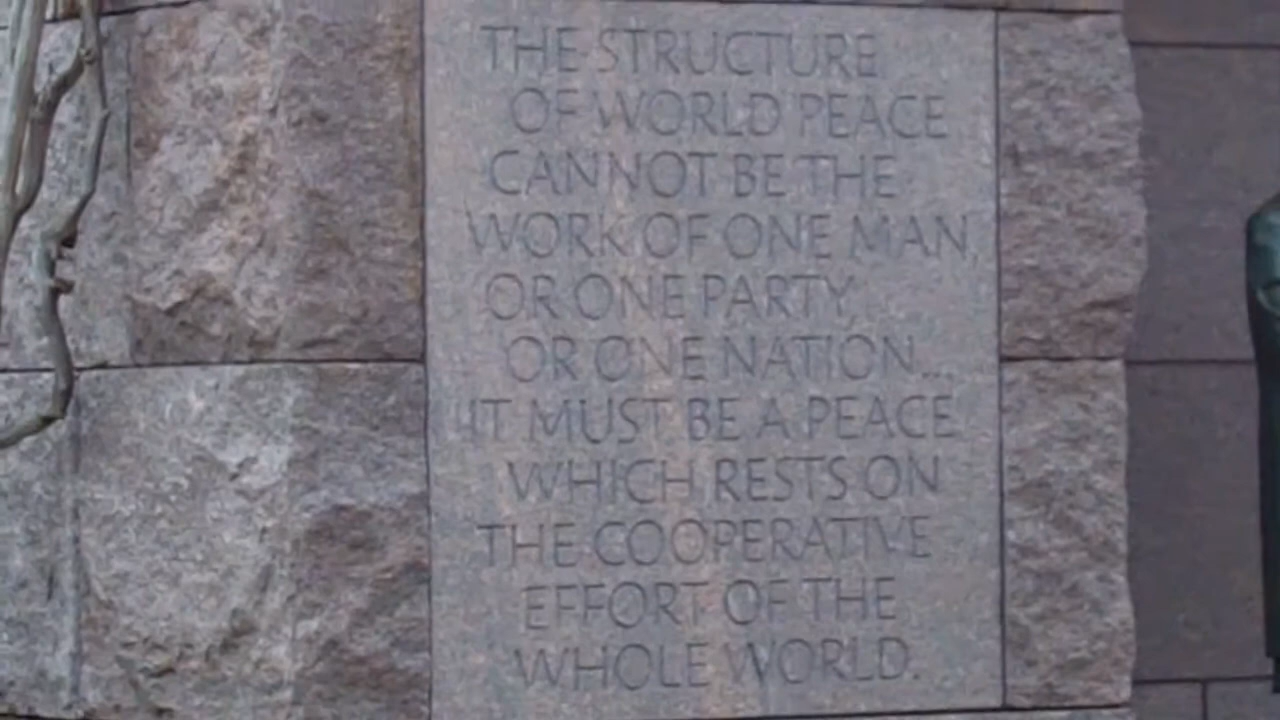 THE STRUCTURE
OF WORLD PEACE
CANNOT BE THE
WORK OF ONE MAN,
OR ONE PARTY,
OR ONE NATION...
IT MUST BE A PEACE
WHICH RESTS ON
THE COOPERATIVE
EFFORT OF THE
WHOLE WORLD.